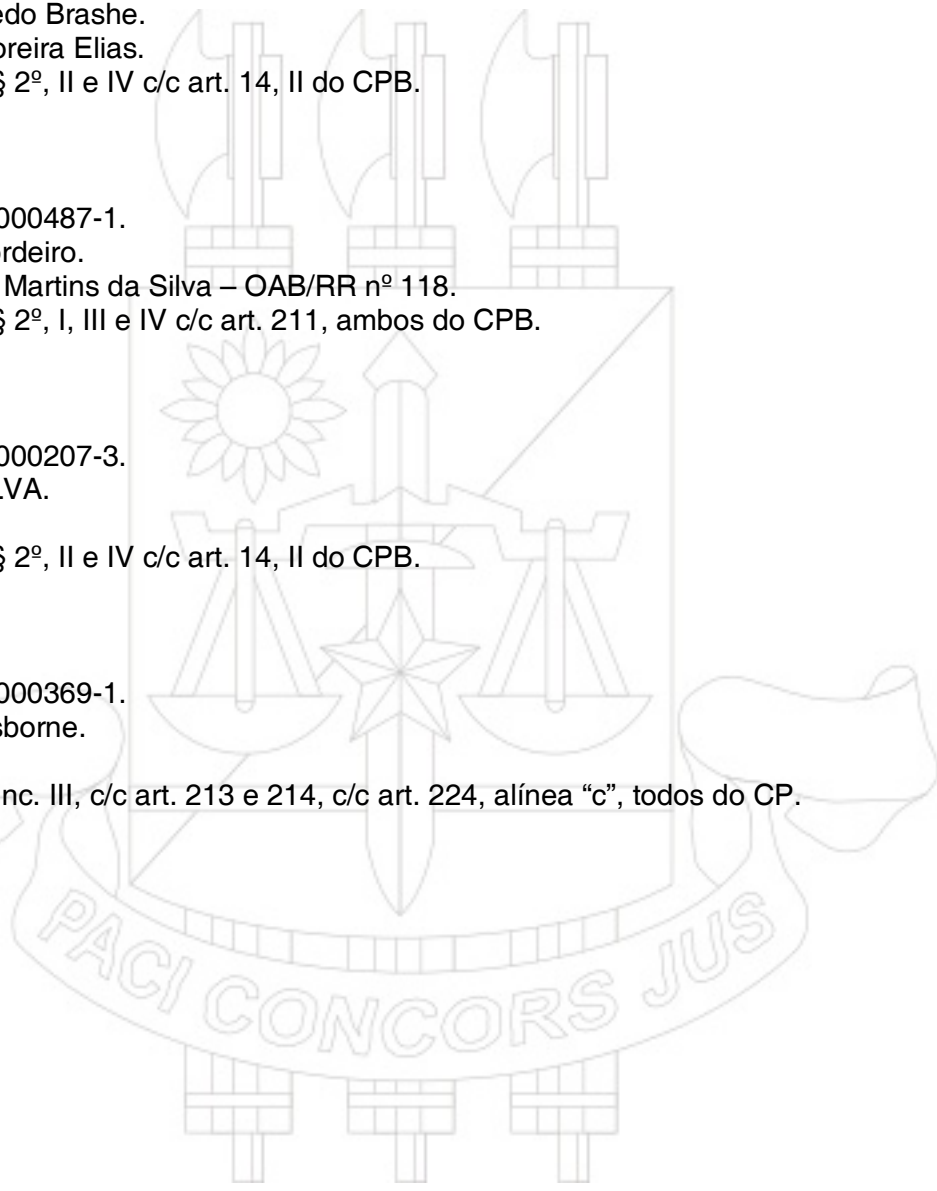 edo Brashe.
oreira Elias.
§ 2º, II e IV c/c art. 14, II do CPB.
000487-1.
rdeiro.
Martins da Silva – OAB/RR nº 118.
§ 2º, I, III e IV c/c art. 211, ambos do CPB.
000207-3.
LVA.
§ 2º, II e IV c/c art. 14, II do CPB.
000369-1.
sborne.
nc. III, c/c art. 213 e 214, c/c art. 224, alínea “c”, todos do CP.
PACI CONCORS JUS